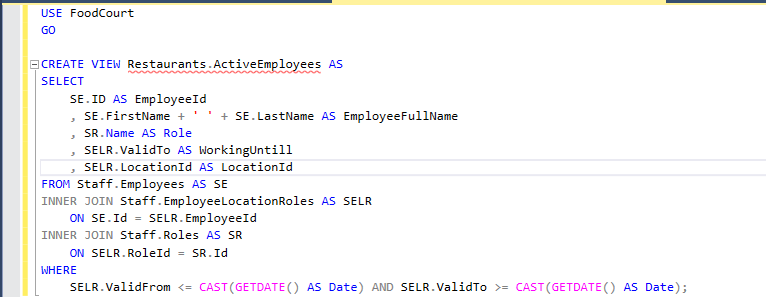 USE FoodCourt
GO
CREATE VIEW Restaurants.ActiveEmployees AS
SELECT
SE.ID AS EmployeeId
, SE.FirstName + ' ' + SE.LastName AS EmployeeFullName
, SR.Name AS Role
, SELR.ValidTo AS WorkingUntill
, SELR.LocationId AS LocationId
FROM Staff.Employees AS SE
INNER JOIN Staff.EmployeeLocationRoles AS SELR
ON SE.Id = SELR.EmployeeId
INNER JOIN Staff.Roles AS SR
ON SELR.RoleId = SR.Id
WHERE
SELR.ValidFrom <= CAST(GETDATE() AS Date) AND SELR.ValidTo >= CAST(GETDATE() AS Date);